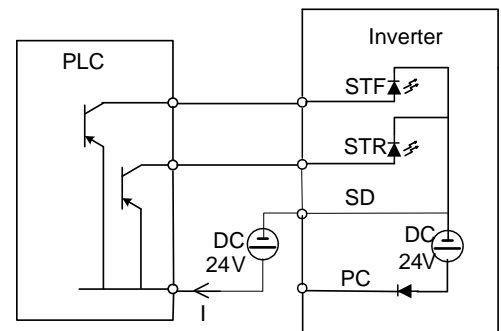 Inverter
PLC
STF
STR
SD
DC
24V
DC
24V
PC
I